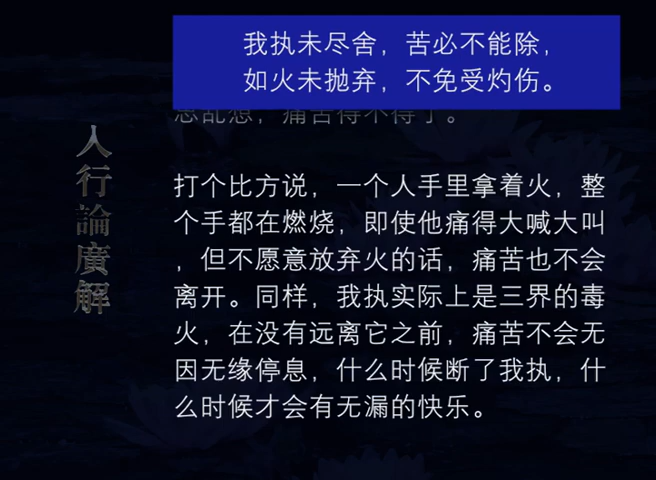 我执未尽舍，苦必不能除，
如火未抛弃，不免受灼伤。
思乱想，痛苦得不得了。
入行論廣解
打个比方说，一个人手里拿着火，整
个手都在燃烧，即使他痛得大喊大叫
，但不愿意放弃火的话，痛苦也不会
离开。同样，我执实际上是三界的毒
火，在没有远离它之前，痛苦不会无
因无缘停息，什么时候断了我执，什
么时候才会有无漏的快乐。